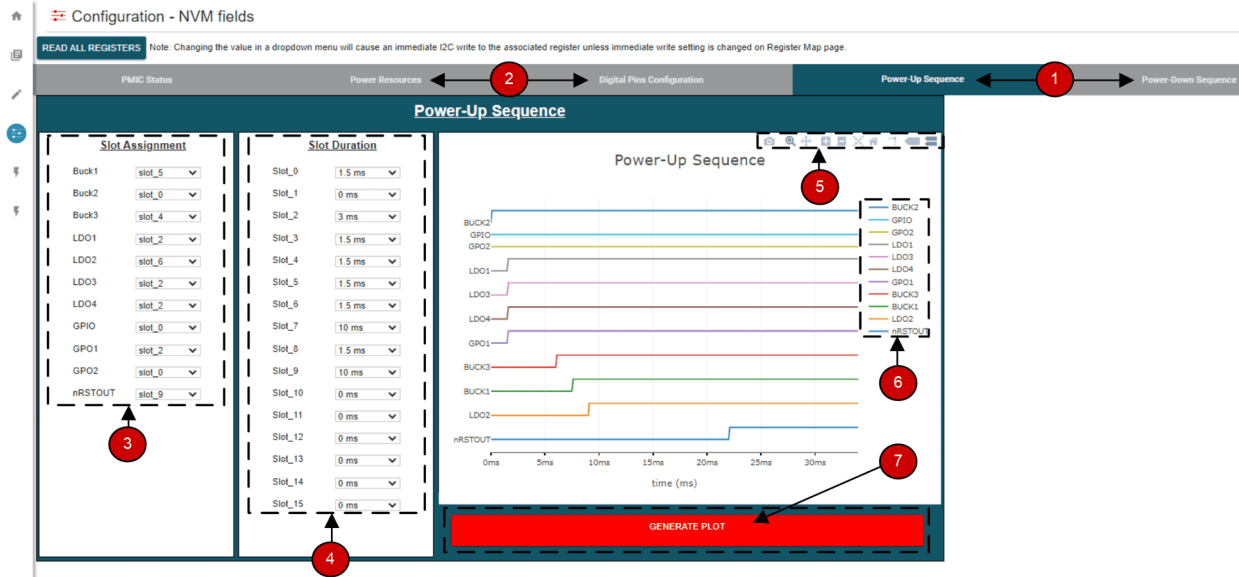 Configuration - NVM fields
READ ALL REGISTERS Note: Changing the value in a dropdown menu will cause an immediate I2C write to the associated register unless immediate write setting is changed on Register Map page.
PMIC Status Power Resources 2 Digital Pins Configuration Power-Up Sequence 1 Power-Down Sequence
Power-Up Sequence
Slot Assignment
Buck1 slot_5
Buck2 slot_0
Buck3 slot_4
LDO1 slot_2
LDO2 slot_6
LDO3 slot_2
LDO4 slot_2
GPIO slot_0
GPO1 slot_2
GPO2 slot_0
nRSTOUT slot_9
3
Slot Duration
Slot_0 1.5 ms
Slot_1 0 ms
Slot_2 3 ms
Slot_3 1.5 ms
Slot_4 1.5 ms
Slot_5 1.5 ms
Slot_6 1.5 ms
Slot_7 10 ms
Slot_8 1.5 ms
Slot_9 10 ms
Slot_10 0 ms
Slot_11 0 ms
Slot_12 0 ms
Slot_13 0 ms
Slot_14 0 ms
Slot_15 0 ms
4
Power-Up Sequence
5
BUCK2
GPIO
GPO2
LDO1
LDO3
LDO4
GPO1
BUCK3
BUCK1
LDO2
nRSTOUT
0ms 5ms 10ms 15ms 20ms 25ms 30ms
time (ms)
BUCK2
GPIO
GPO2
LDO1
LDO3
LDO4
GPO1
BUCK3
BUCK1
LDO2
nRSTOUT
6
7
GENERATE PLOT